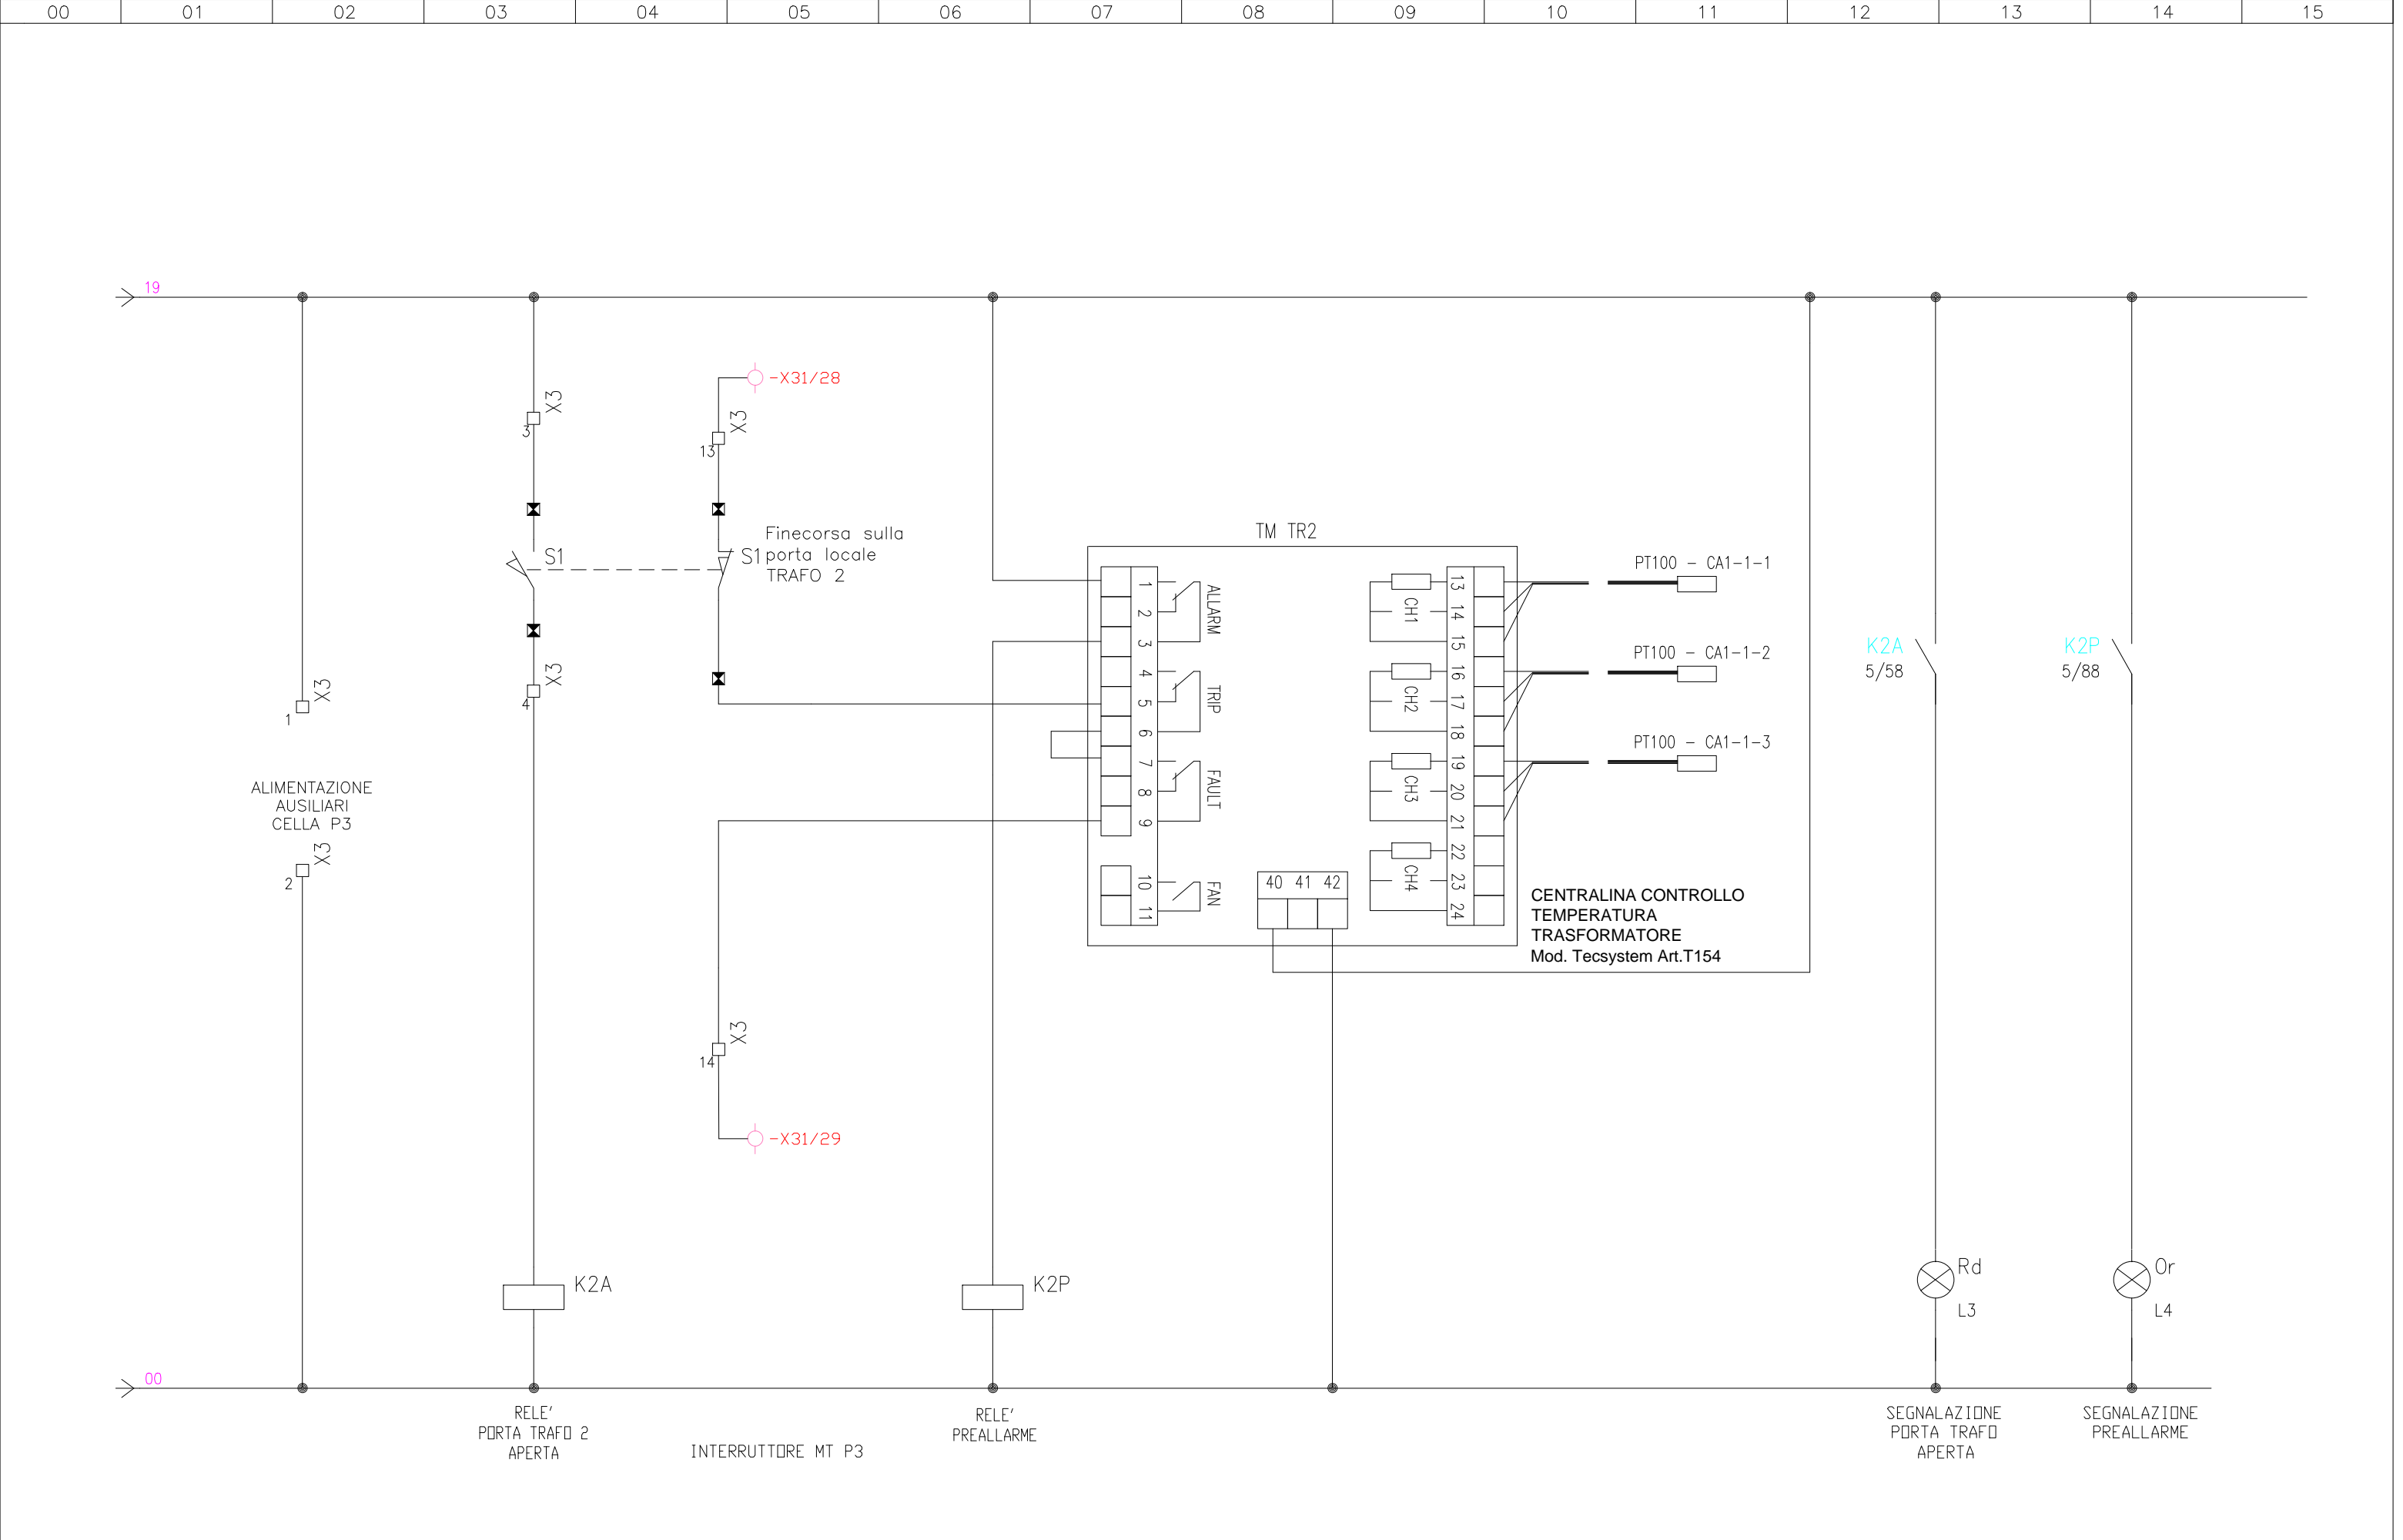 00 01 02 03 04 05 06 07 08 09 10 11 12 13 14 15
19
-X31/28
X3
3
X3
13
Finecorsa sulla
S1
S1 porta locale
TRAFO 2
X3
4
X3
1
ALIMENTAZIONE
AUSILIARI
CELLA P3
X3
2
X3
14
-X31/29
TM TR2
1
2
3
ALLARM
4
5
6
TRIP
7
8
9
FAULT
10
11
FAN
40 41 42
13
14
15
CH1
16
17
18
CH2
19
20
21
CH3
22
23
24
CH4
PT100 - CA1-1-1
PT100 - CA1-1-2
PT100 - CA1-1-3
CENTRALINA CONTROLLO
TEMPERATURA
TRASFORMATORE
Mod. Tecsystem Art.T154
K2A
5/58
K2P
5/88
K2A
K2P
Rd
L3
Or
L4
00
RELE'
PORTA TRAFO 2
APERTA
INTERRUTTORE MT P3
RELE'
PREALLARME
SEGNALAZIONE
PORTA TRAFO
APERTA
SEGNALAZIONE
PREALLARME